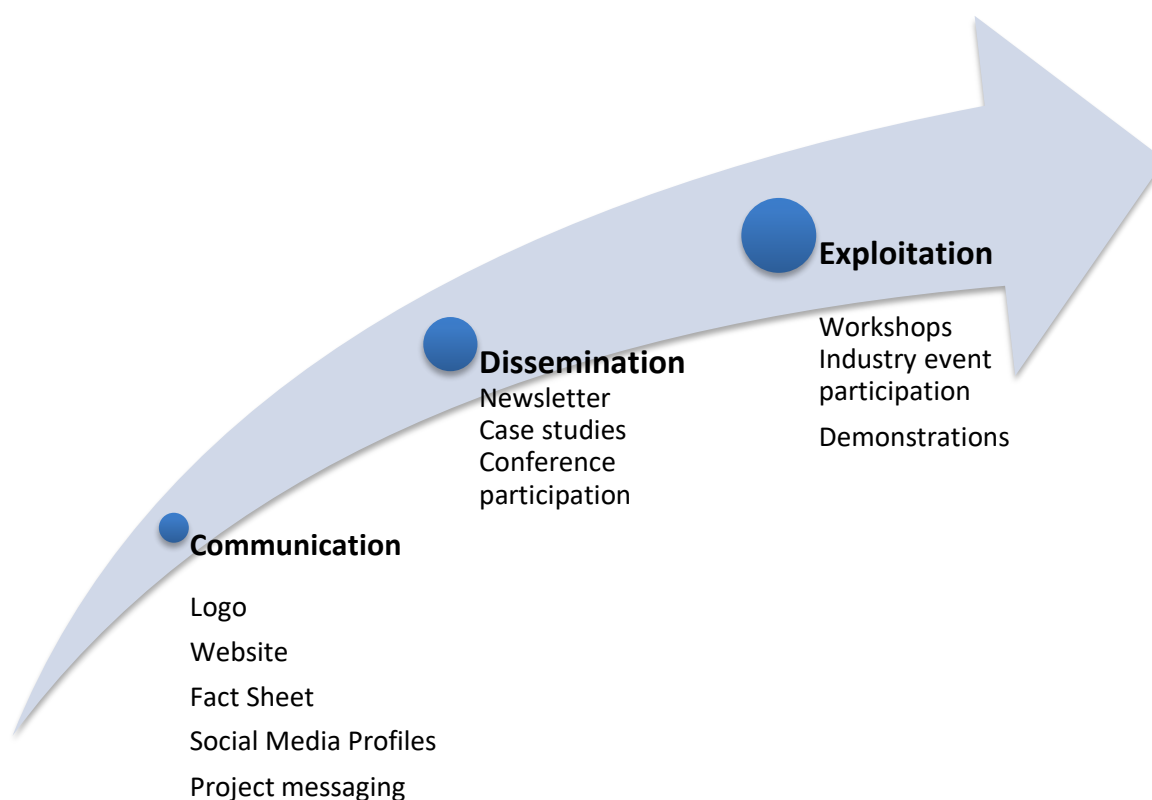 Communication
Logo
Website
Fact Sheet
Social Media Profiles
Project messaging
Dissemination
Newsletter
Case studies
Conference
participation
Exploitation
Workshops
Industry event
participation
Demonstrations